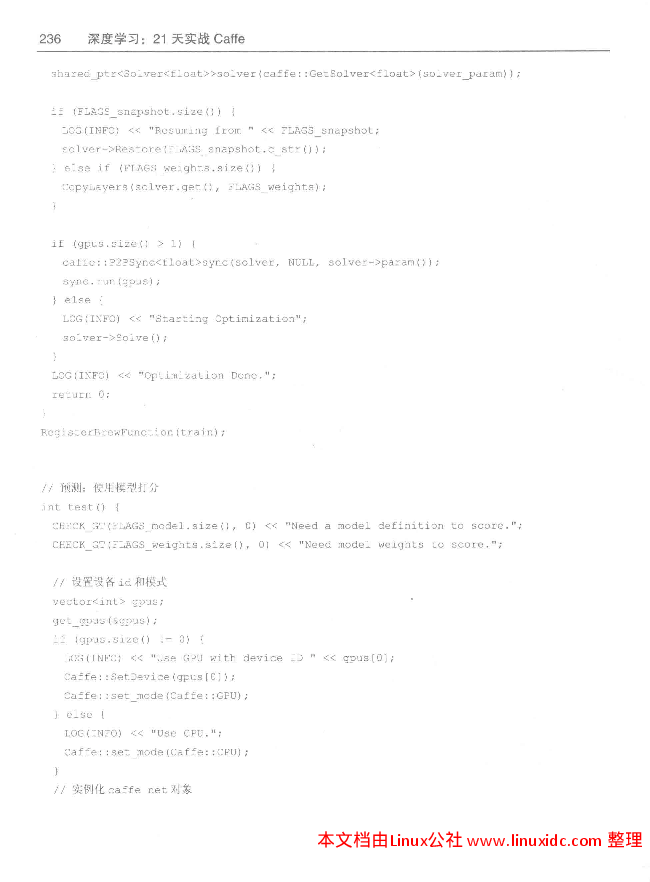 236 深度学习：21 天实战 Caffe
shared_ptr<Solver<float>>solver(caffe::GetSolver<float>(solver_param));
if (FLAGS_snapshot.size()) {
LOG(INFO) << "Resuming from " << FLAGS_snapshot;
solver->Restore(FLAGS_snapshot.c_str());
} else if (FLAGS_weights.size()) {
CopyLayers(solver.get(), FLAGS_weights);
}
if (gpus.size() > 1) {
caffe::P2PSync<float>sync(solver, NULL, solver->param());
sync.run(gpus);
} else {
LOG(INFO) << "Starting Optimization";
solver->Solve();
}
LOG(INFO) << "Optimization Done.";
return 0;
}
RegisterBrewFunction(train);
// 预测：使用模型打分
int test() {
CHECK_GT(FLAGS_model.size(), 0) << "Need a model definition to score.";
CHECK_GT(FLAGS_weights.size(), 0) << "Need model weights to score.";
// 设置设备 id 和模式
vector<int> gpus;
get_gpus(&gpus);
if (gpus.size() != 0) {
LOG(INFO) << "Use GPU with device ID " << gpus[0];
Caffe::SetDevice(gpus[0]);
Caffe::set_mode(Caffe::GPU);
} else {
LOG(INFO) << "Use CPU.";
Caffe::set_mode(Caffe::CPU);
}
// 实例化 caffe net 对象
本文档由Linux公社 www.linuxidc.com 整理